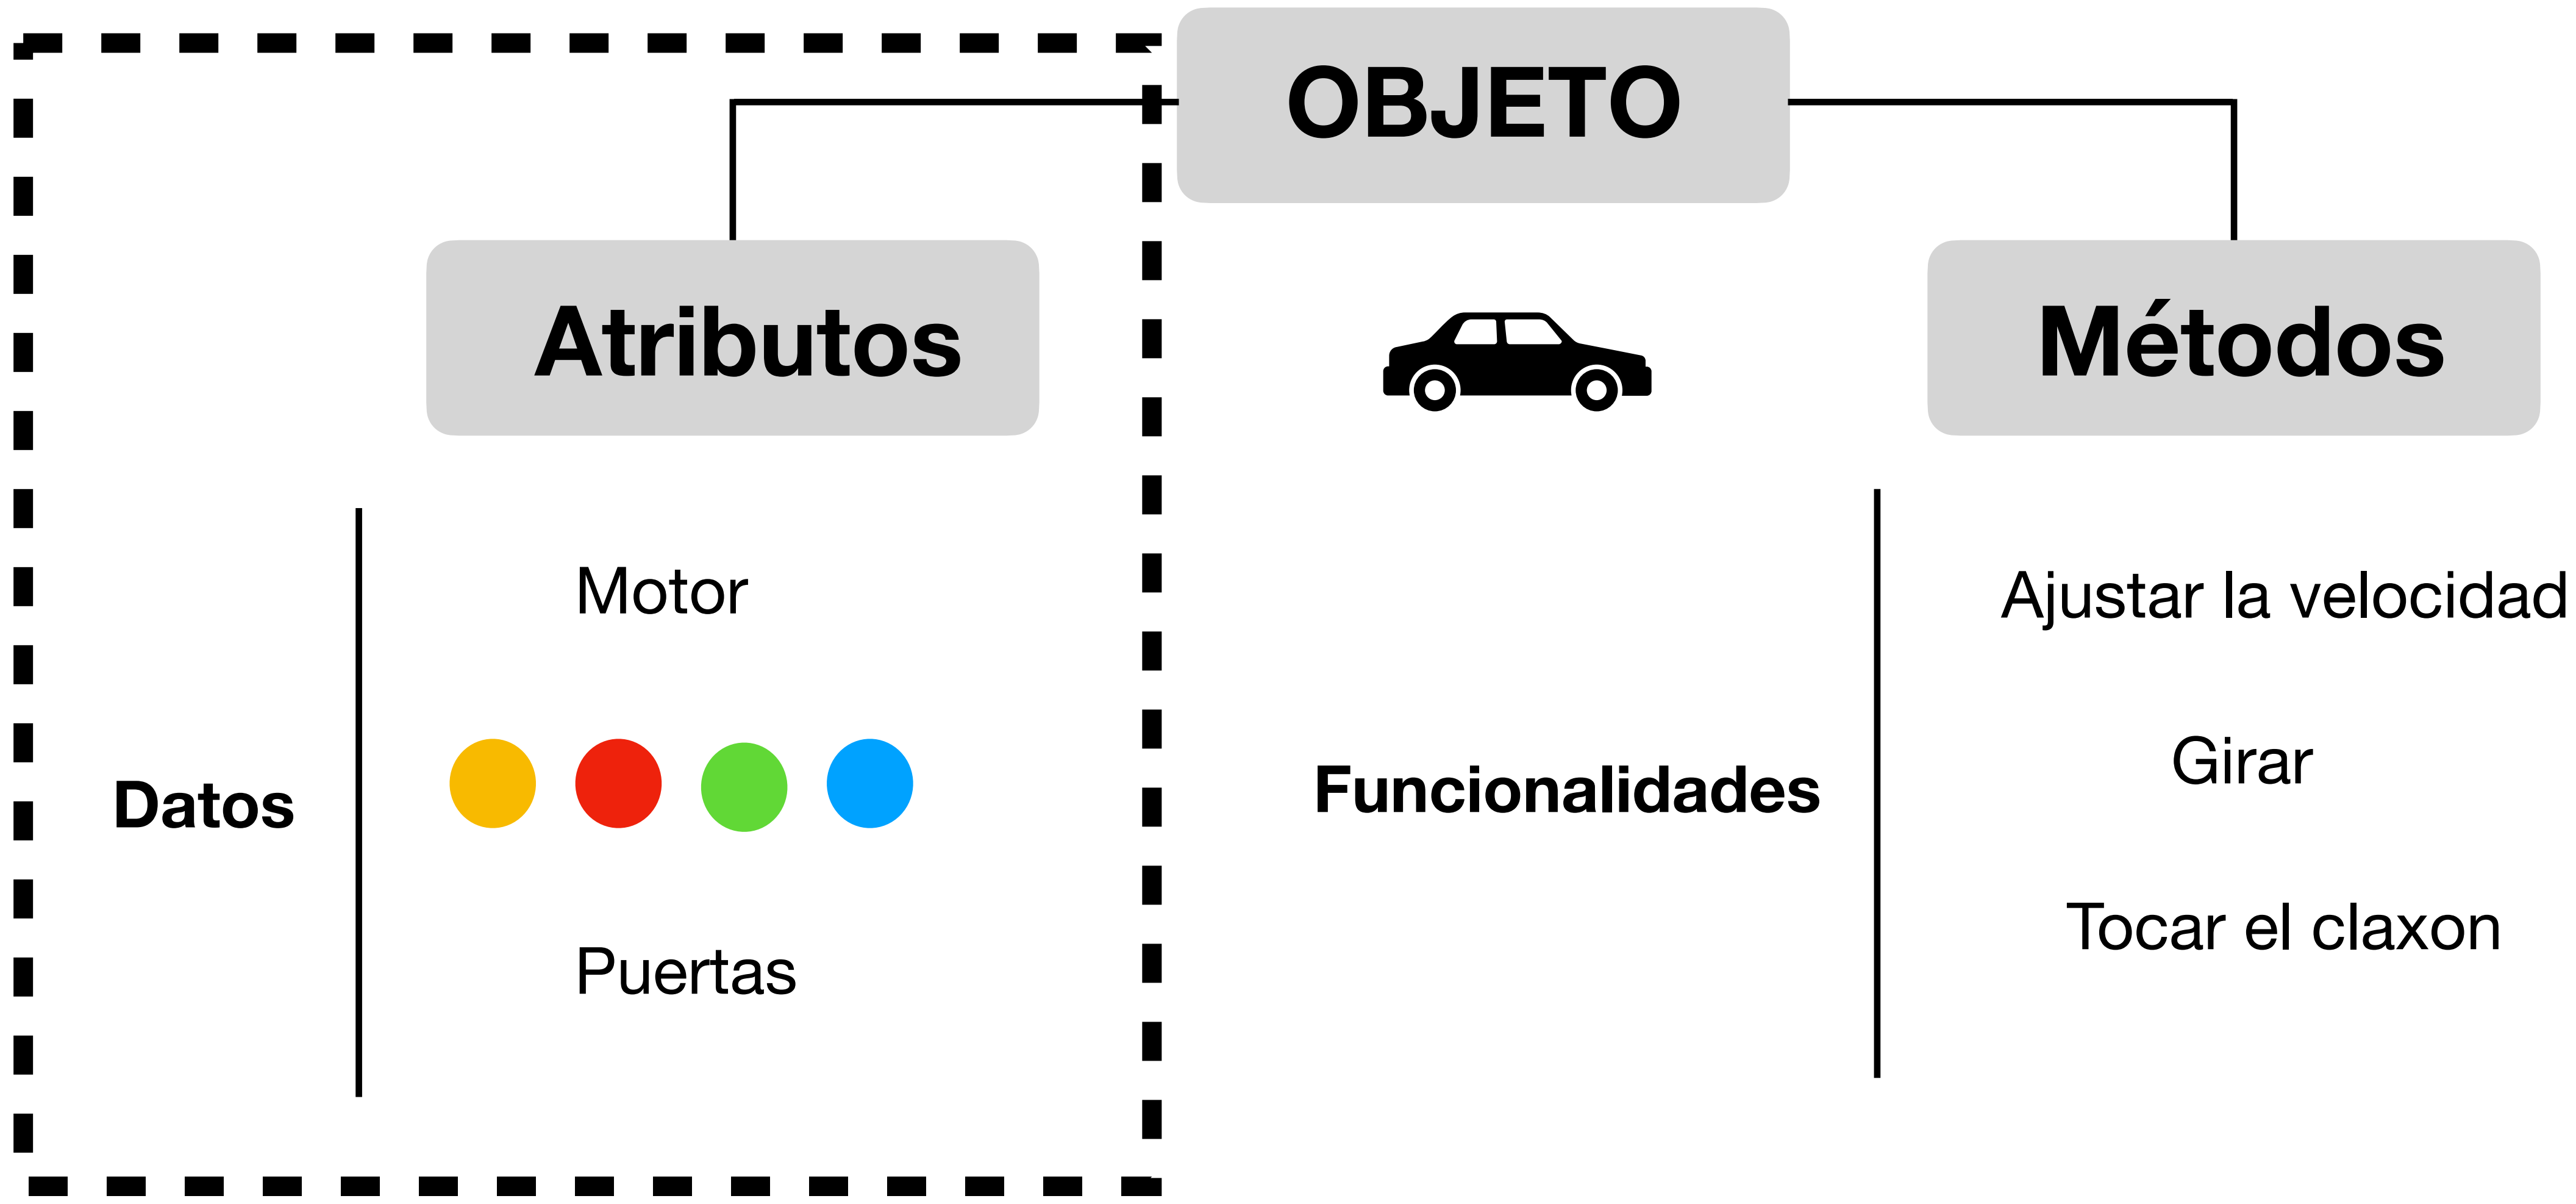 OBJETO
Atributos
Métodos
Datos
Motor
Puertas
Funcionalidades
Ajustar la velocidad
Girar
Tocar el claxon